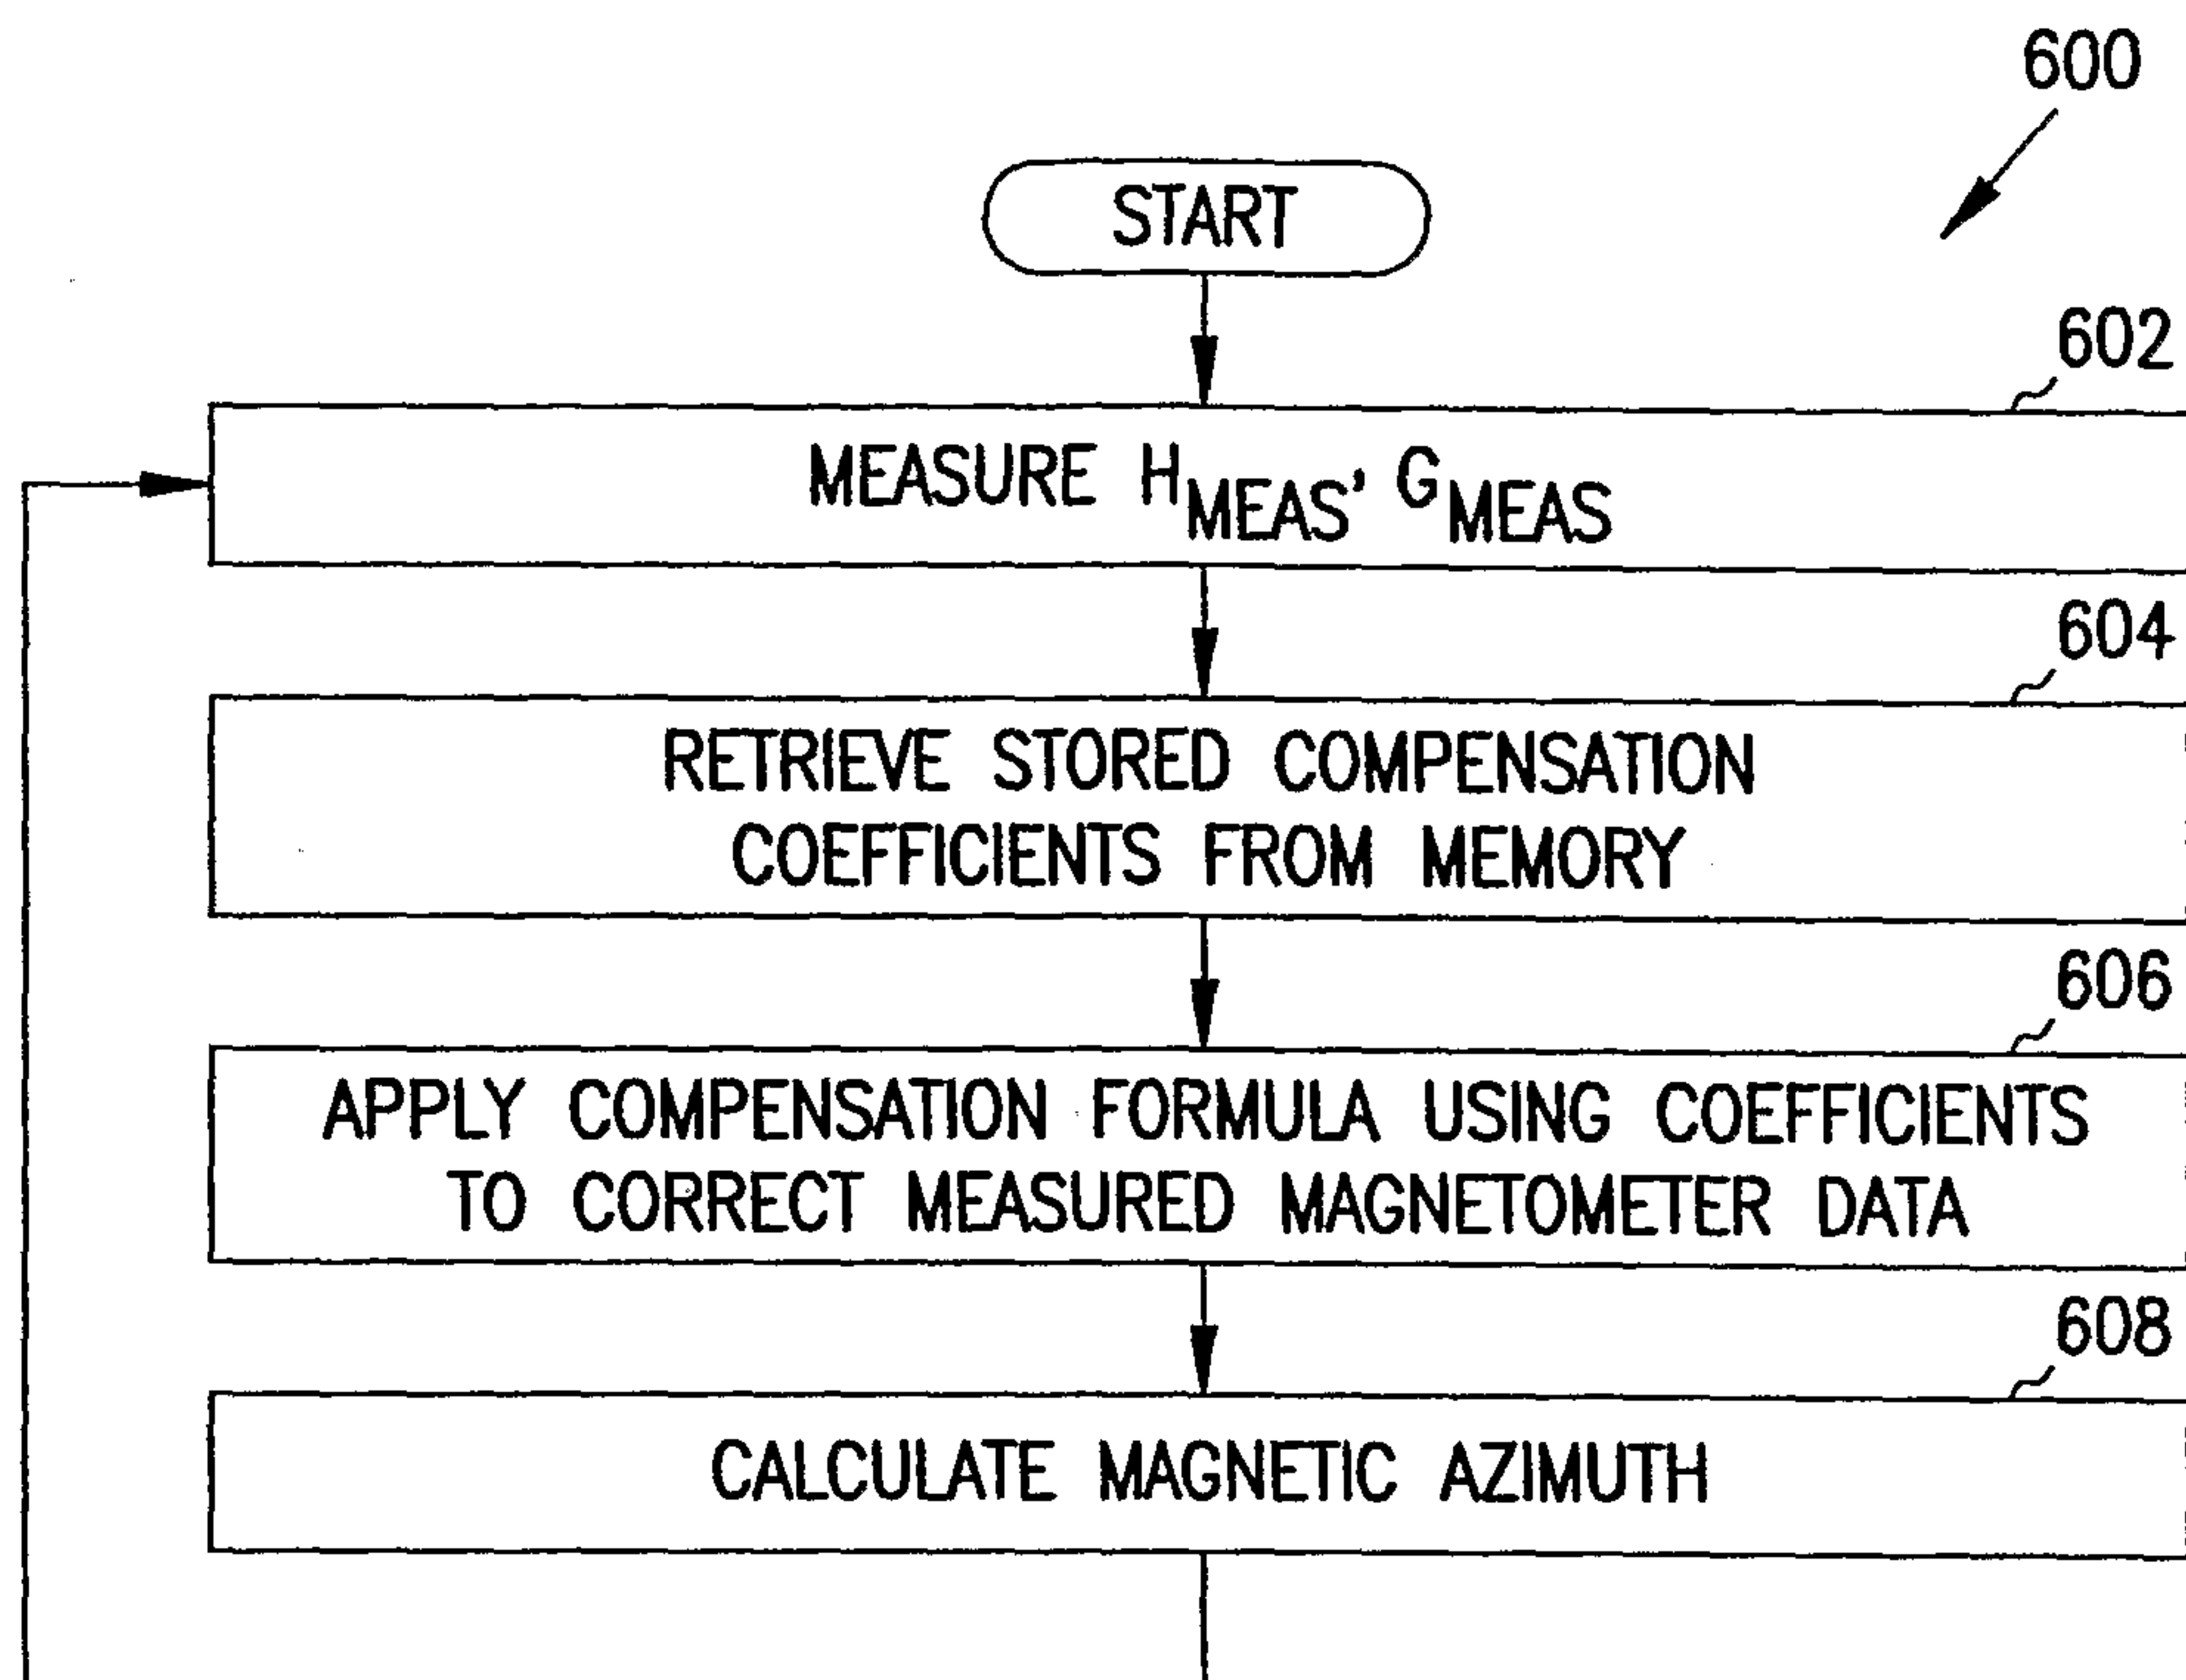 600
START
602
MEASURE H MEAS, G MEAS
604
RETRIEVE STORED COMPENSATION
COEFFICIENTS FROM MEMORY
606
APPLY COMPENSATION FORMULA USING COEFFICIENTS
TO CORRECT MEASURED MAGNETOMETER DATA
608
CALCULATE MAGNETIC AZIMUTH